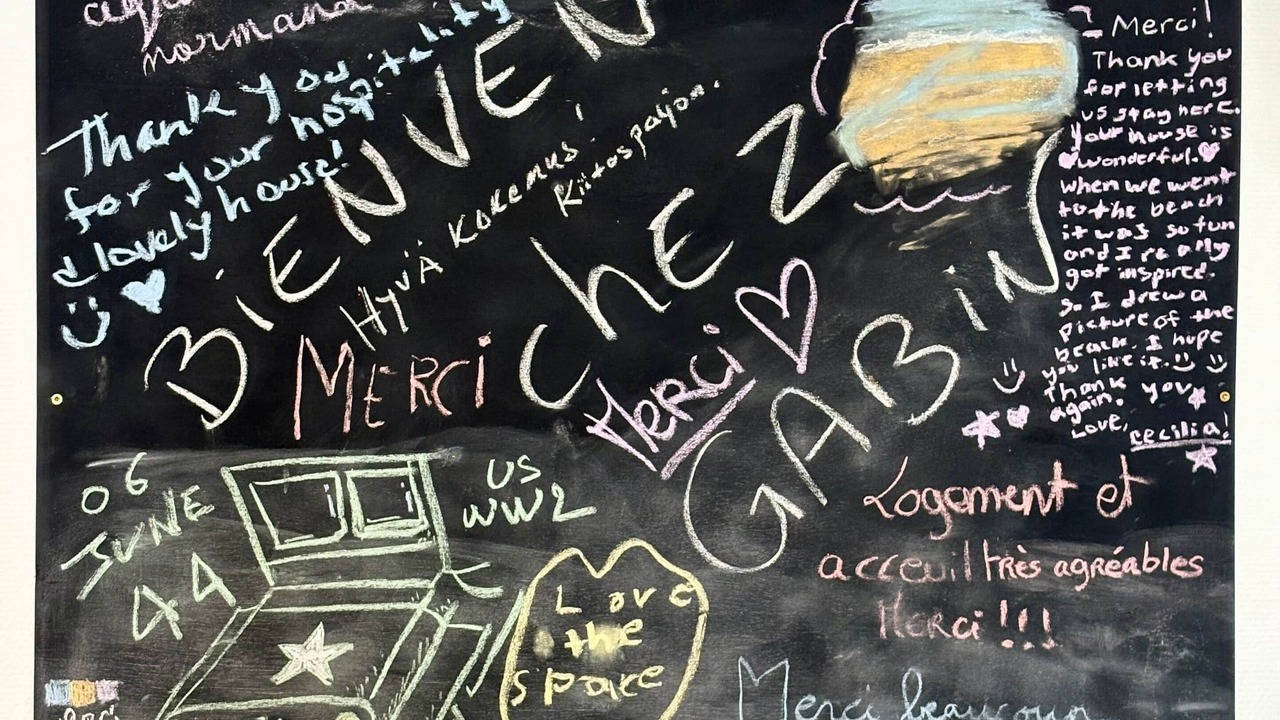 normand
Thank you
for your hospitality
& lovely house!
BiENVEN
Hyvä kokemus!
Kiitos paljon.
MERCi
ChEZ
Merci
GABiN
Merci!
Thank you
for letting
us stay here.
your house is
wonderful.
when we went
to the beach
it was so fun
and I really
got inspired.
so I drew a
picture of the
beach. I hope
you like it.
Thank you
again.
Love,
cecilia!
06
JUNE
44
US
WW2
Love
the
space
Logement et
acceuil très agréables
Merci!!!
Merci beaucoup